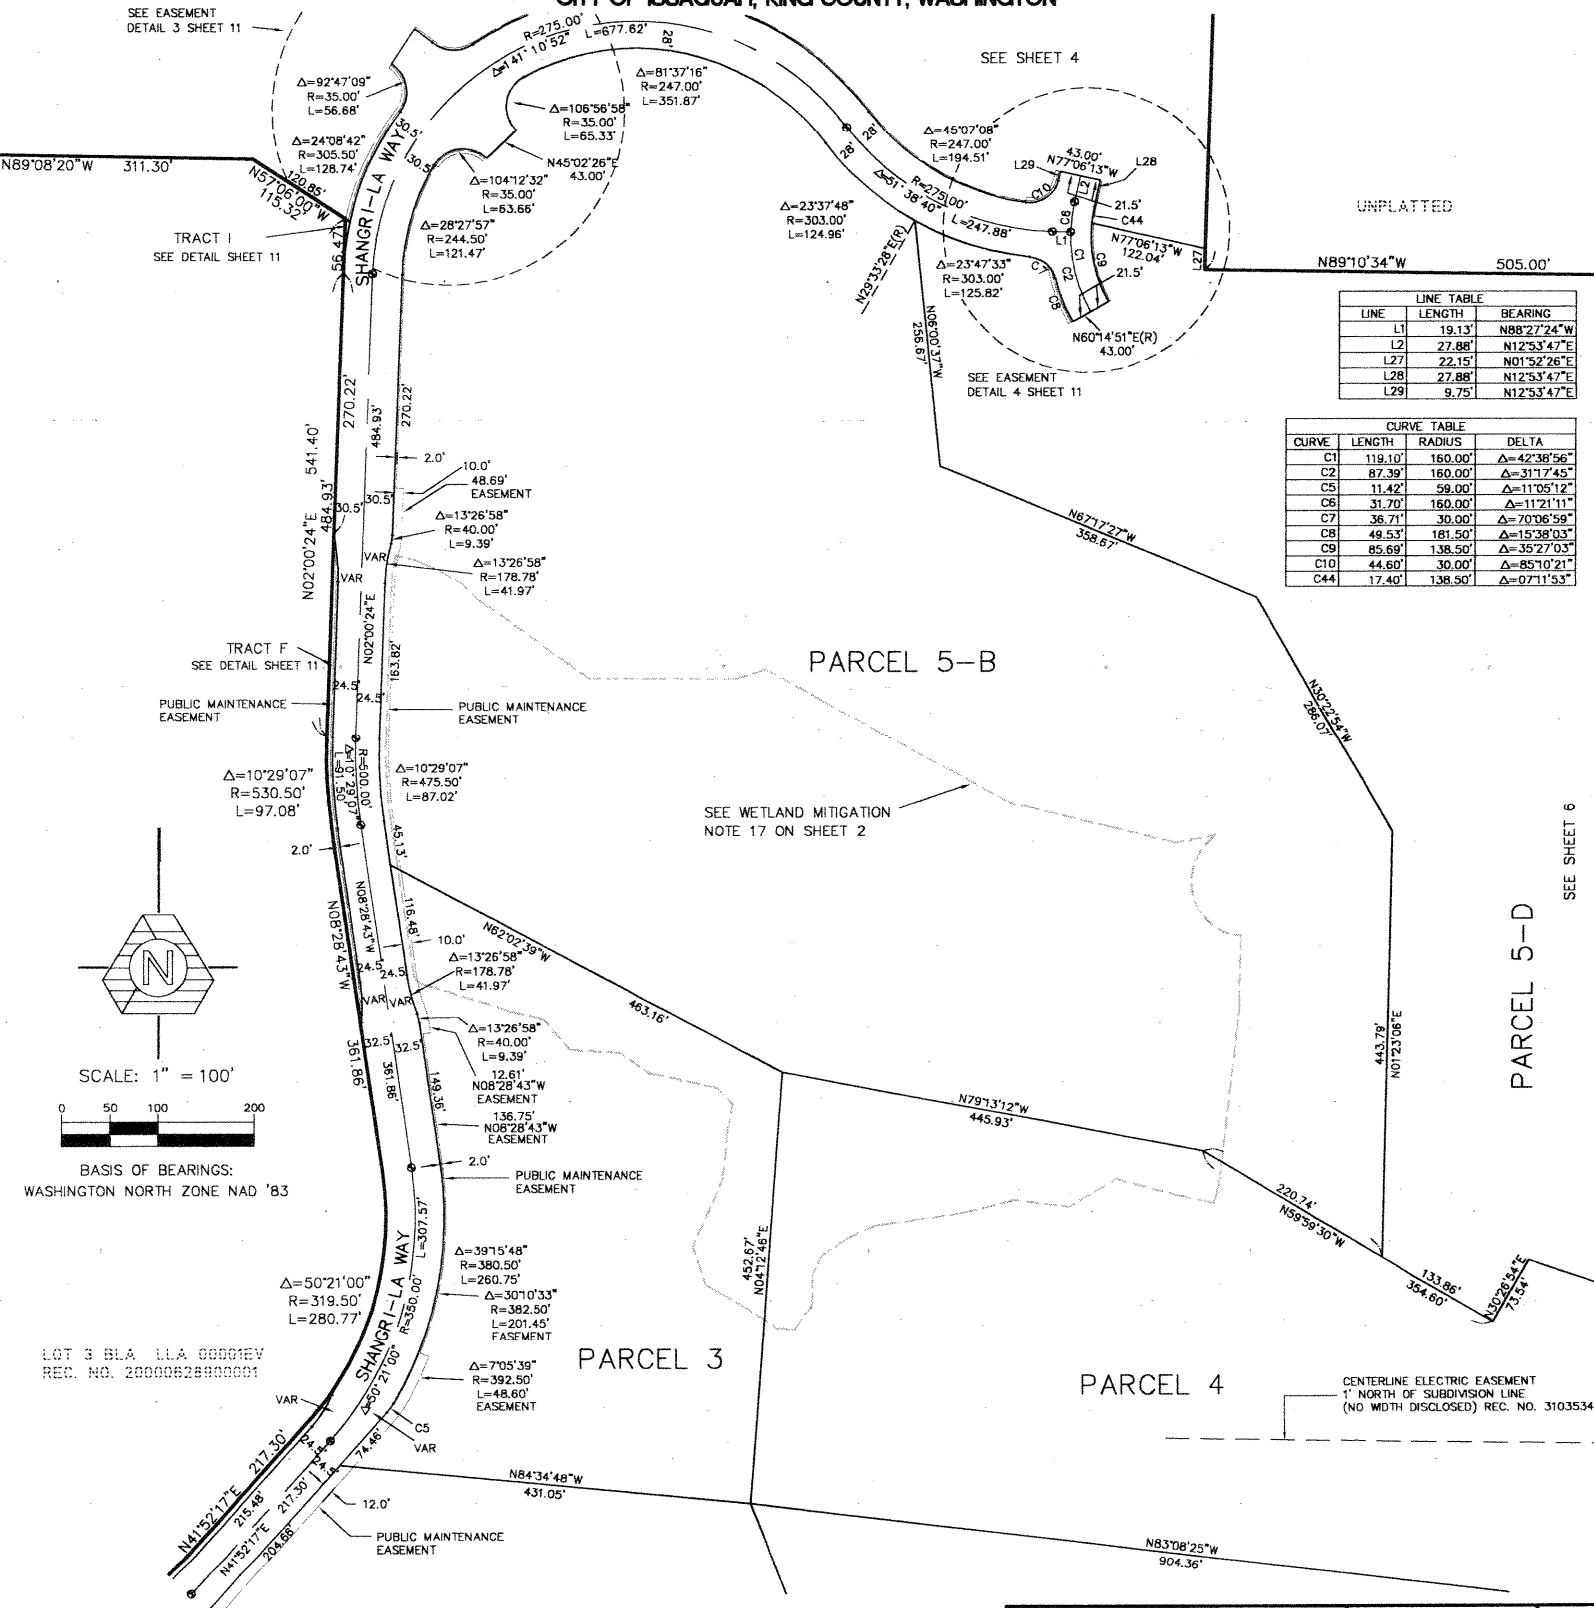 CITY OF ISSAQUAH, KING COUNTY, WASHINGTON
SEE EASEMENT
DETAIL 3 SHEET 11
R=275.00'
L=677.62'
Δ=141°10'52"
28'
SEE SHEET 4
Δ=92°47'09"
R=35.00'
L=56.68'
Δ=81°37'16"
R=247.00'
L=351.87'
Δ=106°56'58"
R=35.00'
L=65.33'
Δ=24°08'42"
R=305.50'
L=128.74'
30.5'
30.5'
SHANGRI-LA WAY
N45°02'26"E
43.00'
Δ=104°12'32"
R=35.00'
L=63.66'
Δ=28°27'57"
R=244.50'
L=121.47'
N89°08'20"W 311.30'
120.85'
N57°06'00"W
115.32'
TRACT I
SEE DETAIL SHEET 11
56.47'
28'
28'
Δ=45°07'08"
R=247.00'
L=194.51'
R=275.00'
Δ=51°38'40"
L=247.88'
Δ=23°37'48"
R=303.00'
L=124.96'
N29°33'28"E(R)
Δ=23°47'33"
R=303.00'
L=125.82'
43.00'
N77°06'13"W
L29
L28
L2
C10
21.5'
C6
C44
L1
C1
C9
C2
C7
C8
21.5'
N77°06'13"W
122.04'
L27
N60°14'51"E(R)
43.00'
SEE EASEMENT
DETAIL 4 SHEET 11
UNPLATTED
N89°10'34"W 505.00'
LINE TABLE
LINE LENGTH BEARING
L1 19.13' N88°27'24"W
L2 27.88' N12°53'47"E
L27 22.15' N01°52'26"E
L28 27.88' N12°53'47"E
L29 9.75' N12°53'47"E
CURVE TABLE
CURVE LENGTH RADIUS DELTA
C1 119.10' 160.00' Δ=42°38'56"
C2 87.39' 160.00' Δ=31°17'45"
C5 11.42' 59.00' Δ=11°05'12"
C6 31.70' 160.00' Δ=11°21'11"
C7 36.71' 30.00' Δ=70°06'59"
C8 49.53' 181.50' Δ=15°38'03"
C9 85.69' 138.50' Δ=35°27'03"
C10 44.60' 30.00' Δ=85°10'21"
C44 17.40' 138.50' Δ=07°11'53"
N06°00'37"W
256.67'
N67°17'27"W
358.67'
N30°22'54"W
286.07'
270.22'
484.93'
270.22'
N02°00'24"E 541.40'
484.93'
2.0'
10.0'
48.69'
EASEMENT
30.5'
30.5'
Δ=13°26'58"
R=40.00'
L=9.39'
VAR
VAR
Δ=13°26'58"
R=178.78'
L=41.97'
N02°00'24"E
163.82'
TRACT F
SEE DETAIL SHEET 11
24.5'
24.5'
PUBLIC MAINTENANCE
EASEMENT
PUBLIC MAINTENANCE
EASEMENT
PARCEL 5-B
R=500.00'
Δ=10°29'07"
L=91.50'
Δ=10°29'07"
R=530.50'
L=97.08'
Δ=10°29'07"
R=475.50'
L=87.02'
SEE WETLAND MITIGATION
NOTE 17 ON SHEET 2
2.0'
45.13'
SEE SHEET 6
PARCEL 5-D
N08°28'43"W
116.48'
N08°28'43"W
10.0'
N62°02'39"W
463.16'
24.5'
24.5'
Δ=13°26'58"
R=178.78'
L=41.97'
VAR
VAR
Δ=13°26'58"
R=40.00'
L=9.39'
12.61'
N08°28'43"W
EASEMENT
32.5'
32.5'
361.86'
361.86'
149.36'
136.75'
N08°28'43"W
EASEMENT
2.0'
PUBLIC MAINTENANCE
EASEMENT
N
SCALE: 1" = 100'
0 50 100 200
BASIS OF BEARINGS:
WASHINGTON NORTH ZONE NAD '83
443.79'
N01°23'06"E
N79°13'12"W
445.93'
220.74'
N59°59'30"W
133.86'
354.60'
N30°26'54"E
73.54'
452.67'
N04°12'46"E
L=307.57'
R=350.00'
Δ=50°21'00"
SHANGRI-LA WAY
Δ=39°15'48"
R=380.50'
L=260.75'
Δ=50°21'00"
R=319.50'
L=280.77'
Δ=30°10'33"
R=382.50'
L=201.45'
EASEMENT
LOT 3 BLA LLA 00001EV
REC. NO. 20000628900001
Δ=7°05'39"
R=392.50'
L=48.60'
EASEMENT
PARCEL 3
PARCEL 4
CENTERLINE ELECTRIC EASEMENT
1' NORTH OF SUBDIVISION LINE
(NO WIDTH DISCLOSED) REC. NO. 3103534
VAR
C5
VAR
74.46'
24.5'
24.5'
N41°52'17"E 217.30'
215.48'
217.30'
N41°52'17"E
204.66'
12.0'
PUBLIC MAINTENANCE
EASEMENT
N84°34'48"W
431.05'
N83°08'25"W
904.36'